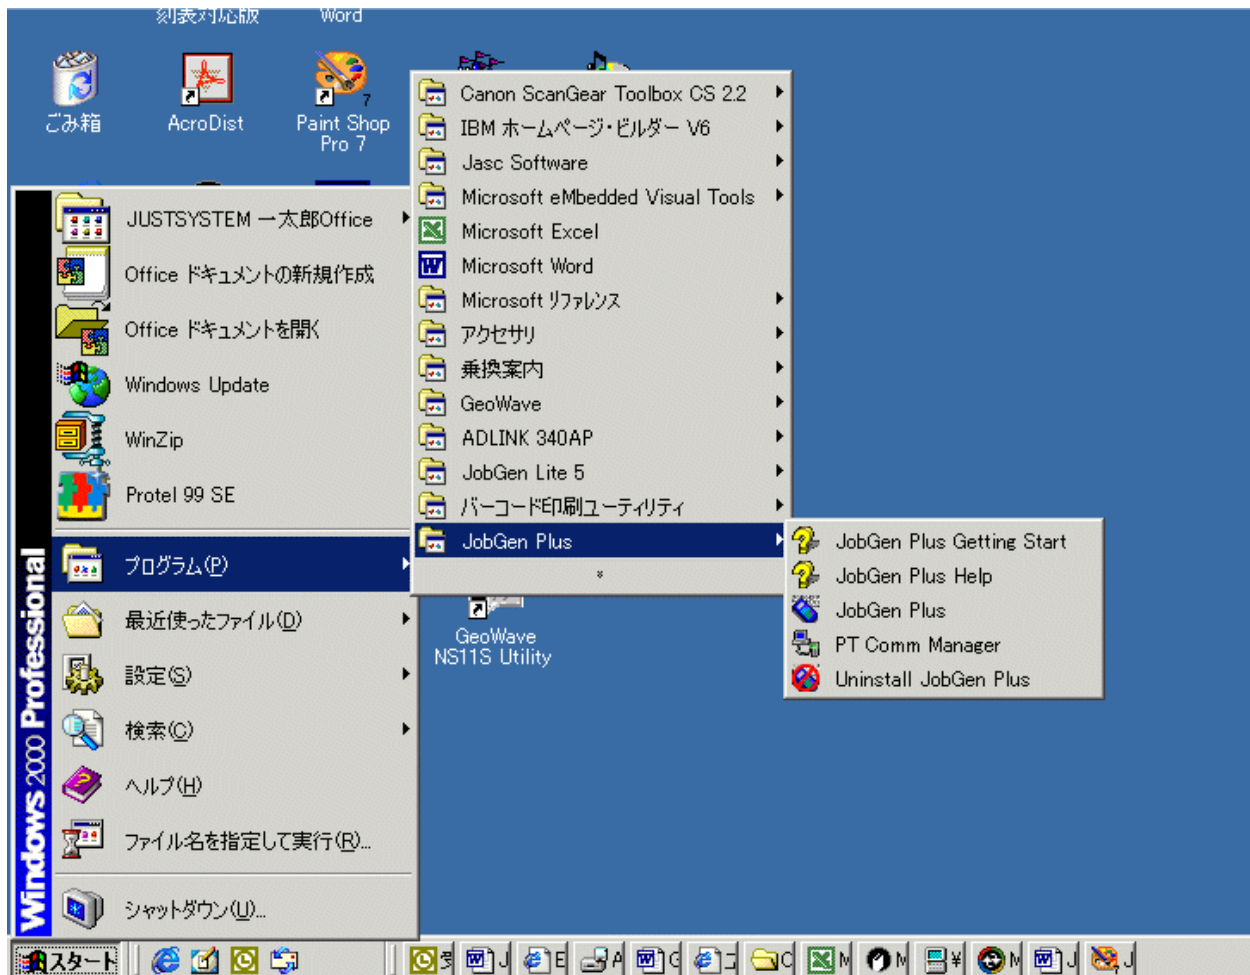 刻表対応版
Word
ごみ箱
AcroDist
Paint Shop
Pro 7
JUSTSYSTEM 一太郎Office
Office ドキュメントの新規作成
Office ドキュメントを開く
Windows Update
WinZip
Protel 99 SE
プログラム(P)
最近使ったファイル(D)
設定(S)
検索(C)
ヘルプ(H)
ファイル名を指定して実行(R)...
シャットダウン(U)...
Windows 2000 Professional
Canon ScanGear Toolbox CS 2.2
IBM ホームページ・ビルダー V6
Jasc Software
Microsoft eMbedded Visual Tools
Microsoft Excel
Microsoft Word
Microsoft リファレンス
アクセサリ
乗換案内
GeoWave
ADLINK 340AP
JobGen Lite 5
バーコード印刷ユーティリティ
JobGen Plus
JobGen Plus Getting Start
JobGen Plus Help
JobGen Plus
PT Comm Manager
Uninstall JobGen Plus
GeoWave
NS11S Utility
スタート
J
E
A
G
コ
C
M
M
¥
M
J
J